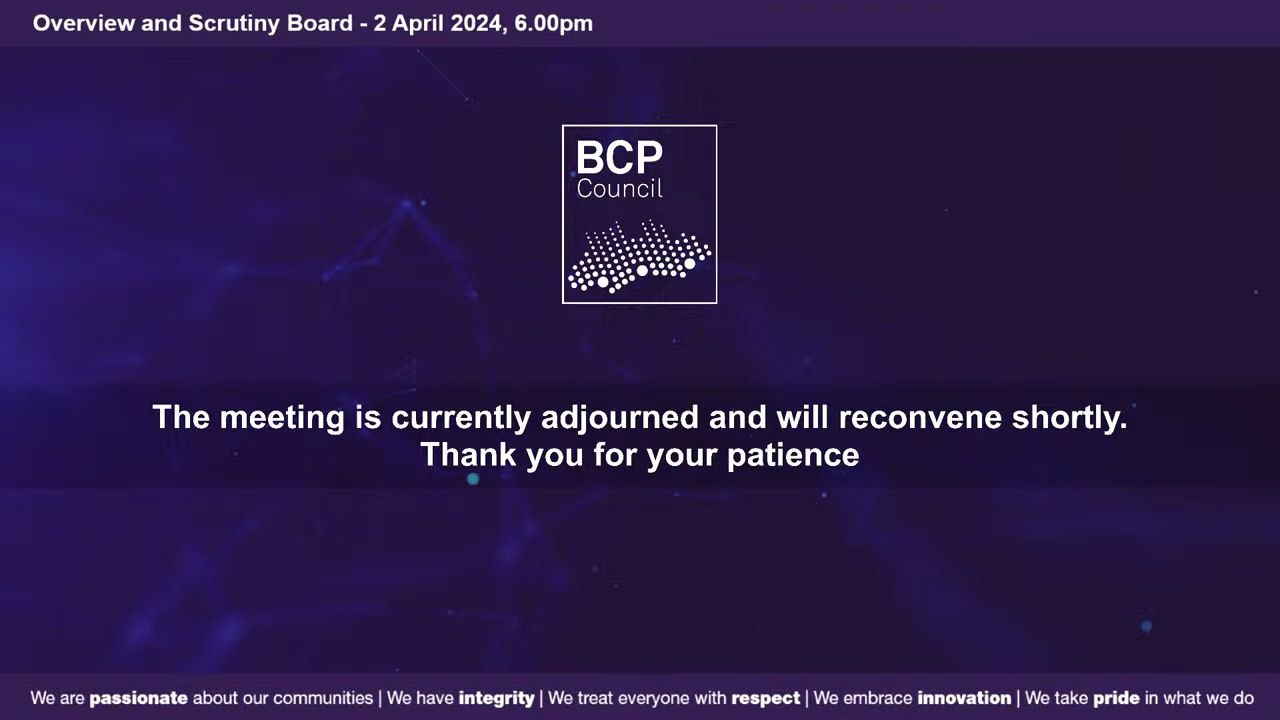 Overview and Scrutiny Board - 2 April 2024, 6.00pm
BCP
Council
The meeting is currently adjourned and will reconvene shortly.
Thank you for your patience
We are passionate about our communities | We have integrity | We treat everyone with respect | We embrace innovation | We take pride in what we do